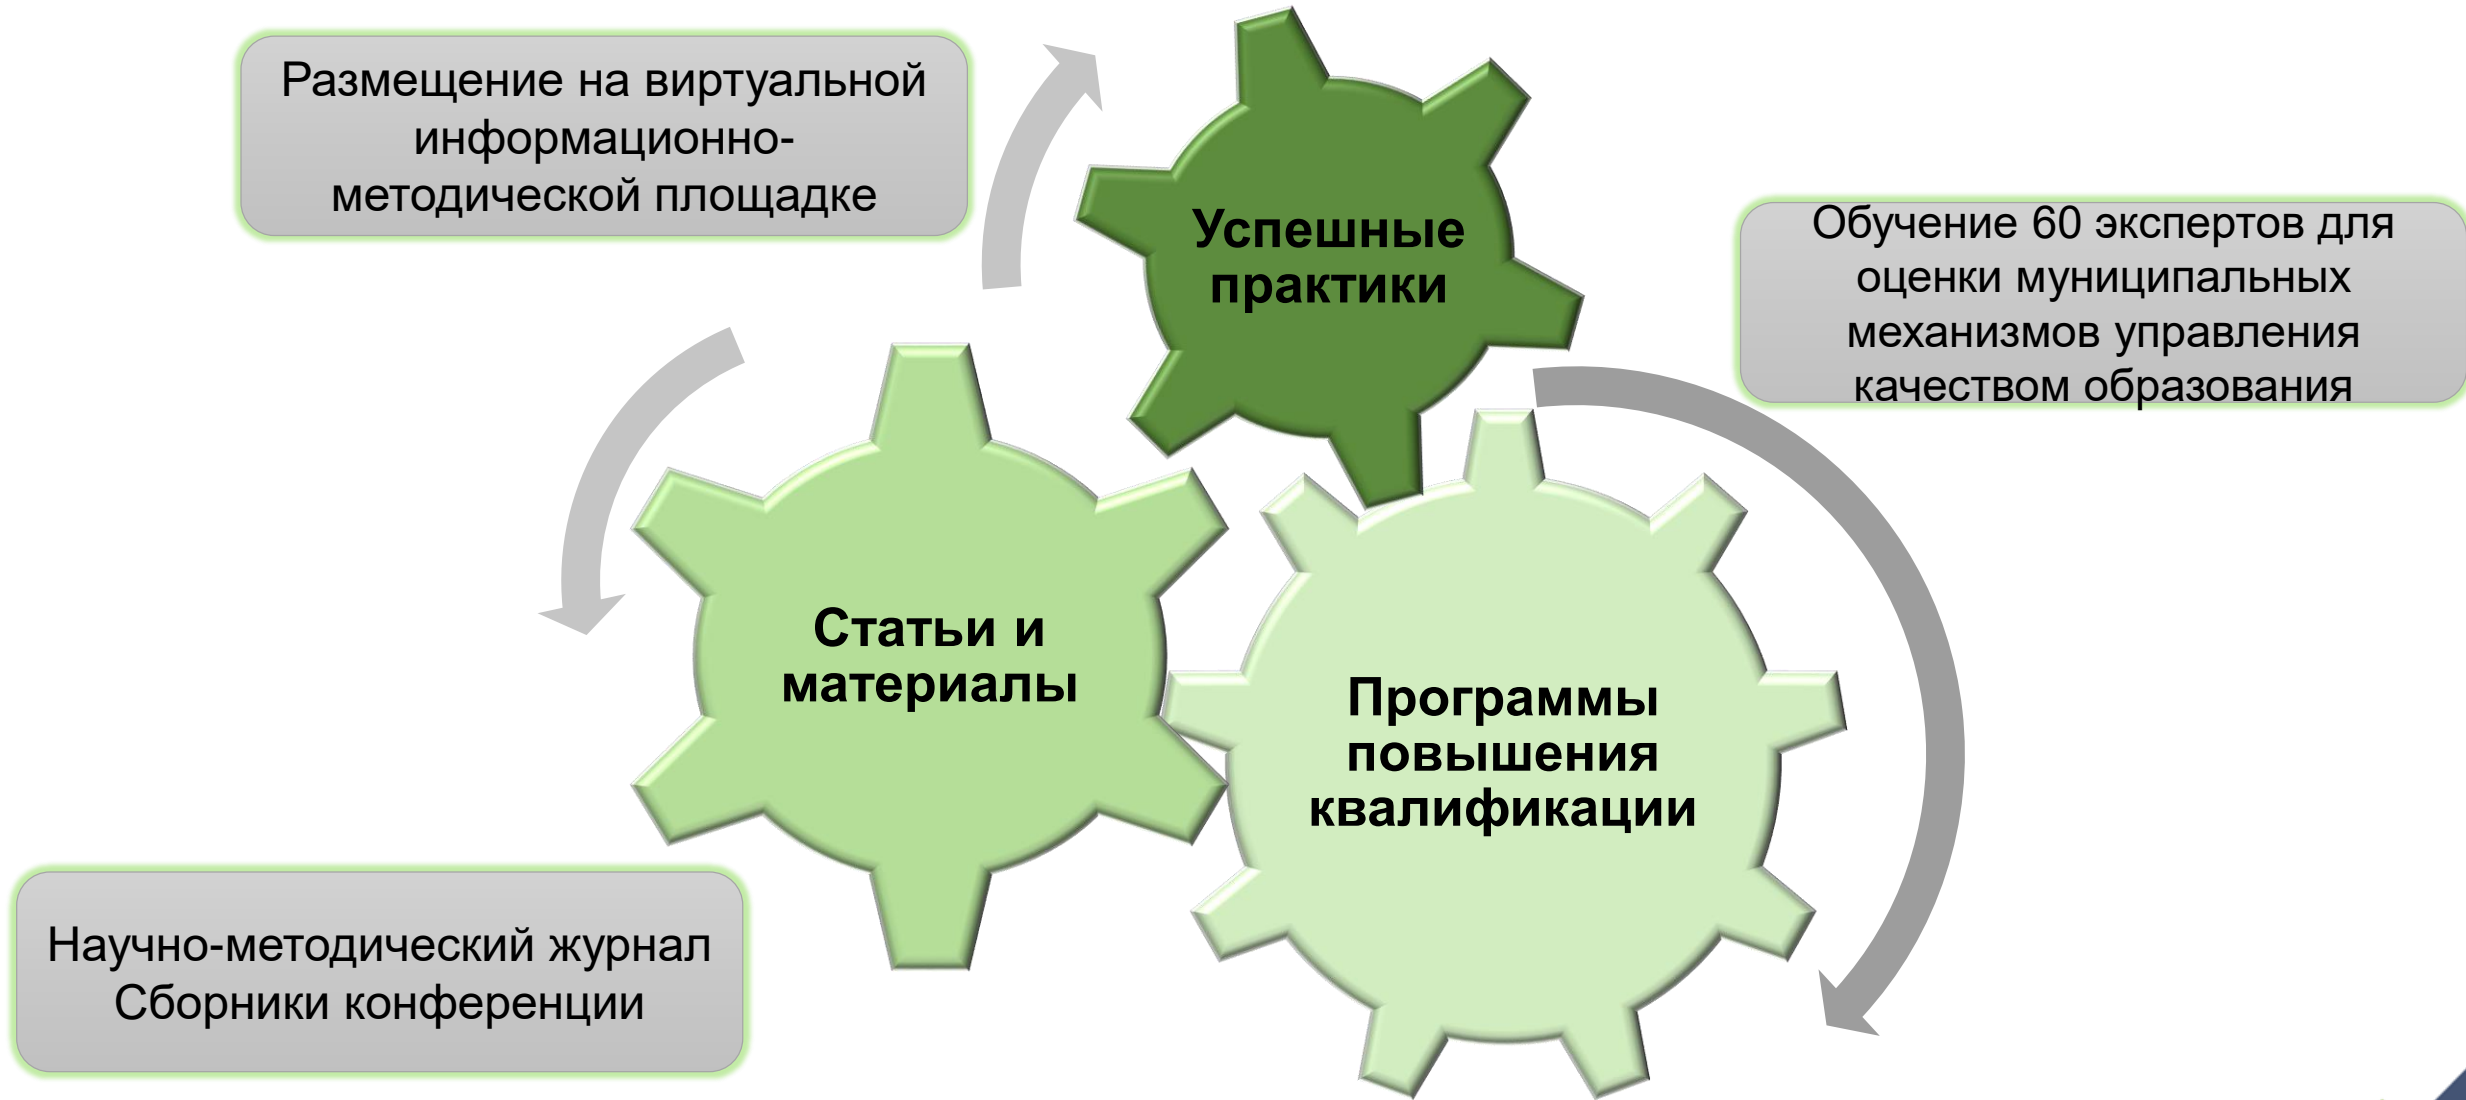 Размещение на виртуальной
информационно-
методической площадке
Успешные
практики
Обучение 60 экспертов для
оценки муниципальных
механизмов управления
качеством образования
Статьи и
материалы
Программы
повышения
квалификации
Научно-методический журнал
Сборники конференции